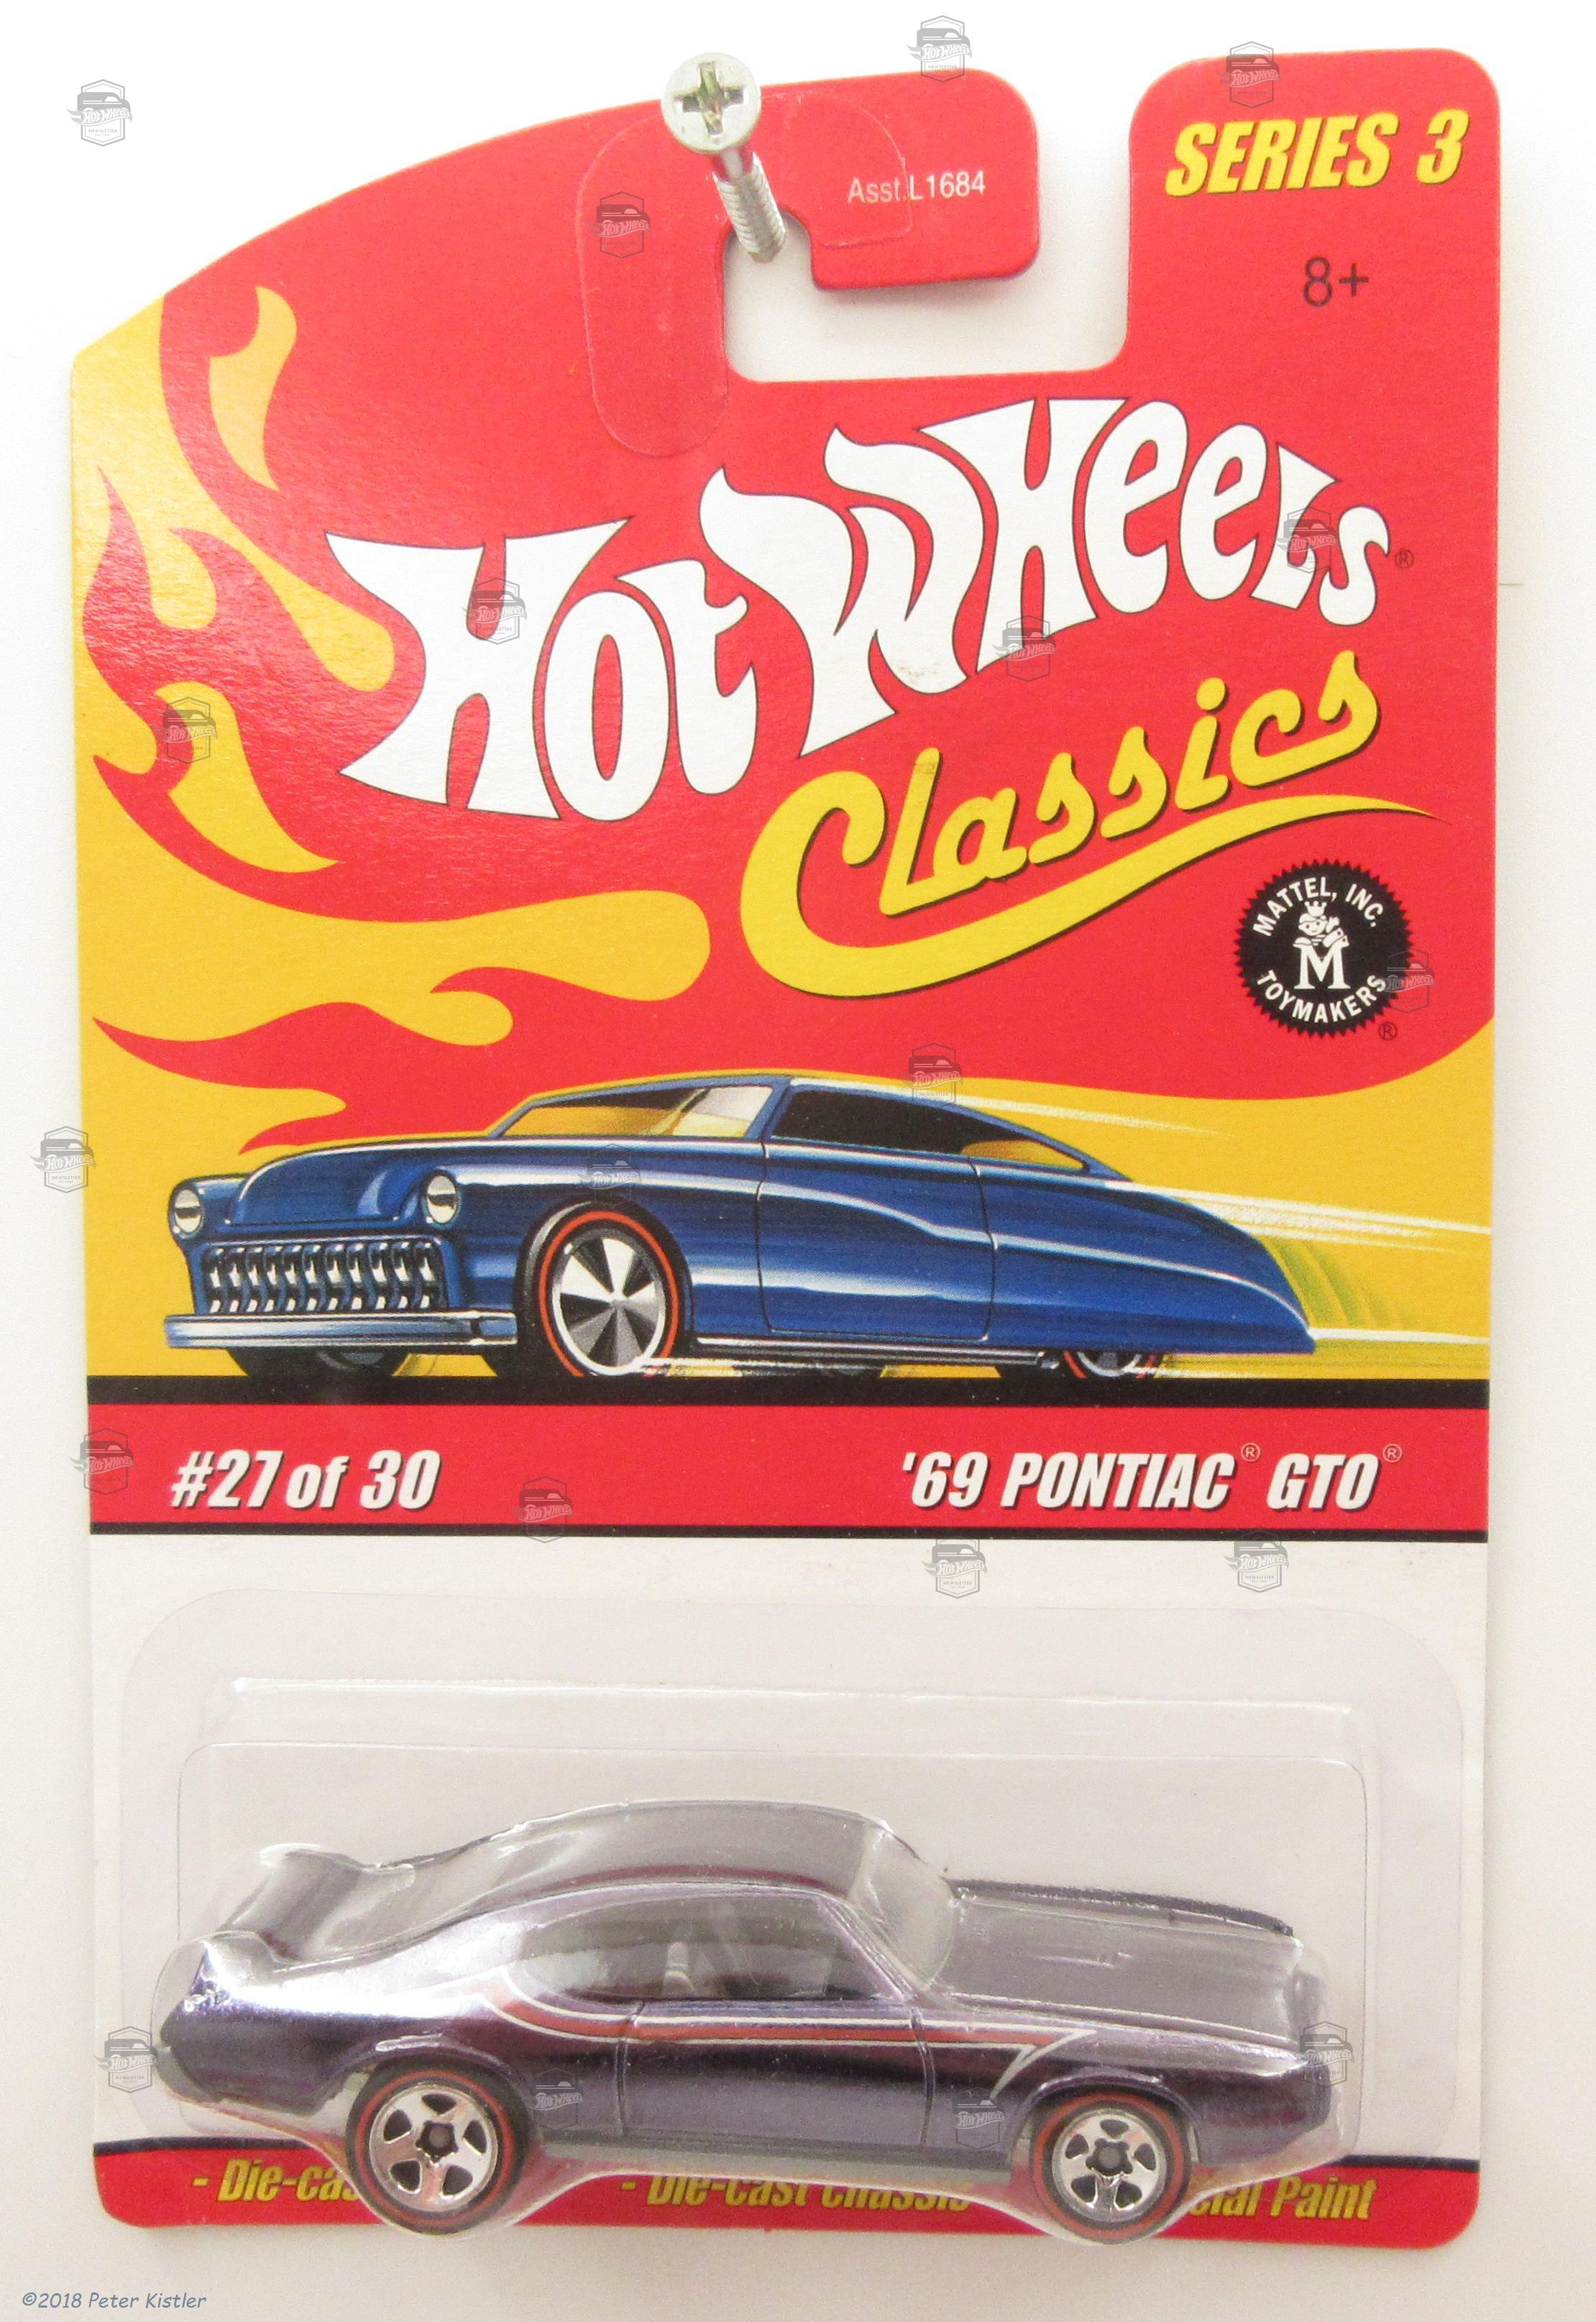 SERIES 3
Asst.L1684
8+
Hot Wheels®
Classics
MATTEL, INC.
M
TOYMAKERS
®
#27 of 30
'69 PONTIAC® GTO®
- Die-cas
- Die-Cast Chassis
cial Paint
©2018 Peter Kistler